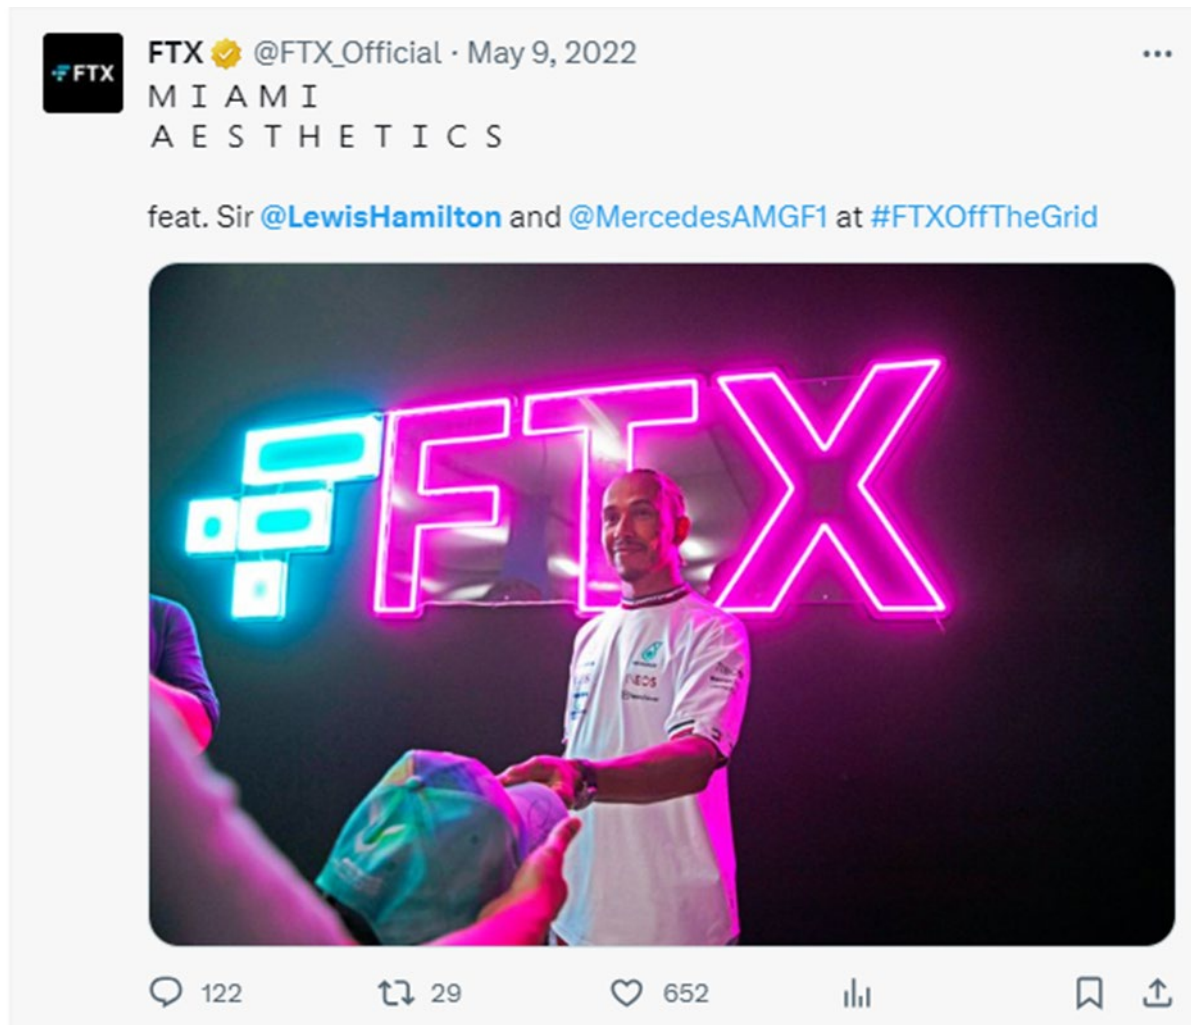 FTX
FTX @FTX_Official · May 9, 2022
M I A M I
A E S T H E T I C S
feat. Sir @LewisHamilton and @MercedesAMGF1 at #FTXOffTheGrid
FTX
INEOS
122 29 652